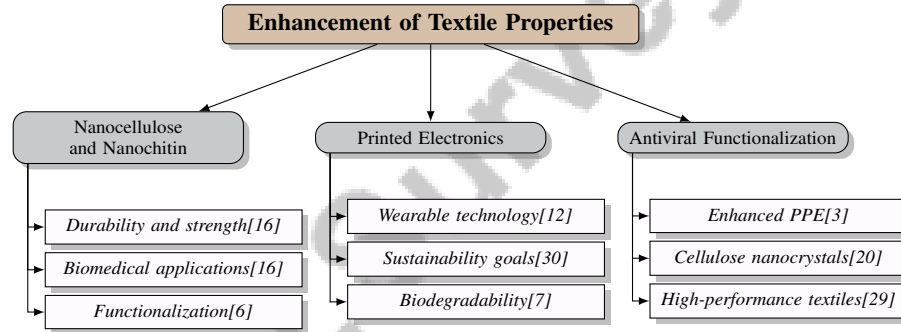 Enhancement of Textile Properties
Nanocellulose
and Nanochitin
Printed Electronics
Antiviral Functionalization
Durability and strength[16]
Biomedical applications[16]
Functionalization[6]
Wearable technology[12]
Sustainability goals[30]
Biodegradability[7]
Enhanced PPE[3]
Cellulose nanocrystals[20]
High-performance textiles[29]